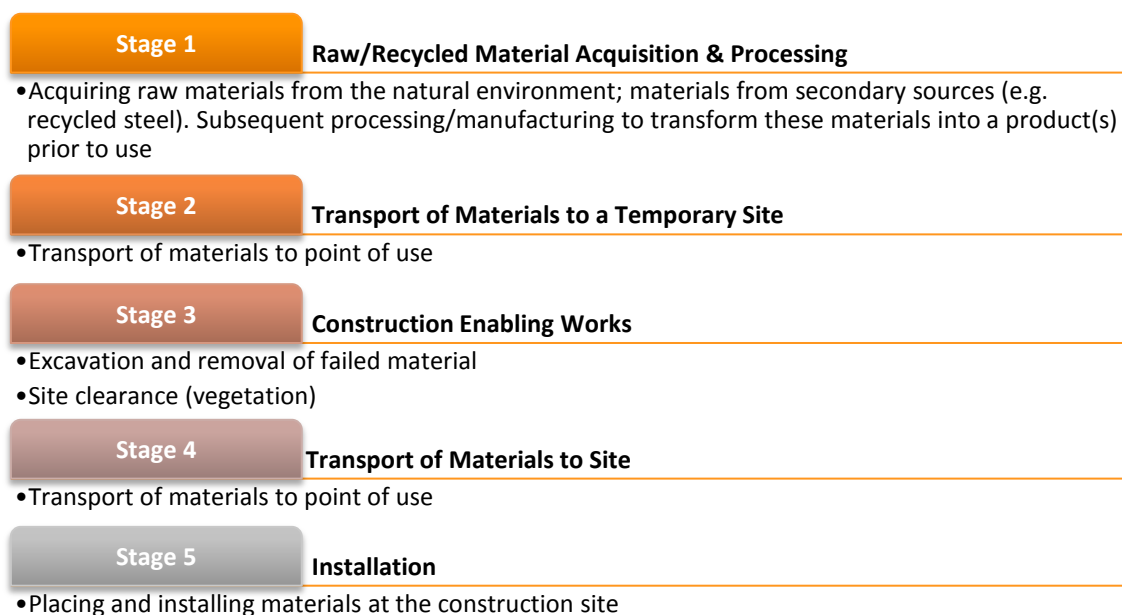 Stage 1
Raw/Recycled Material Acquisition & Processing
•Acquiring raw materials from the natural environment; materials from secondary sources (e.g.
recycled steel). Subsequent processing/manufacturing to transform these materials into a product(s)
prior to use
Stage 2
Transport of Materials to a Temporary Site
•Transport of materials to point of use
Stage 3
Construction Enabling Works
•Excavation and removal of failed material
•Site clearance (vegetation)
Stage 4
Transport of Materials to Site
•Transport of materials to point of use
Stage 5
Installation
•Placing and installing materials at the construction site